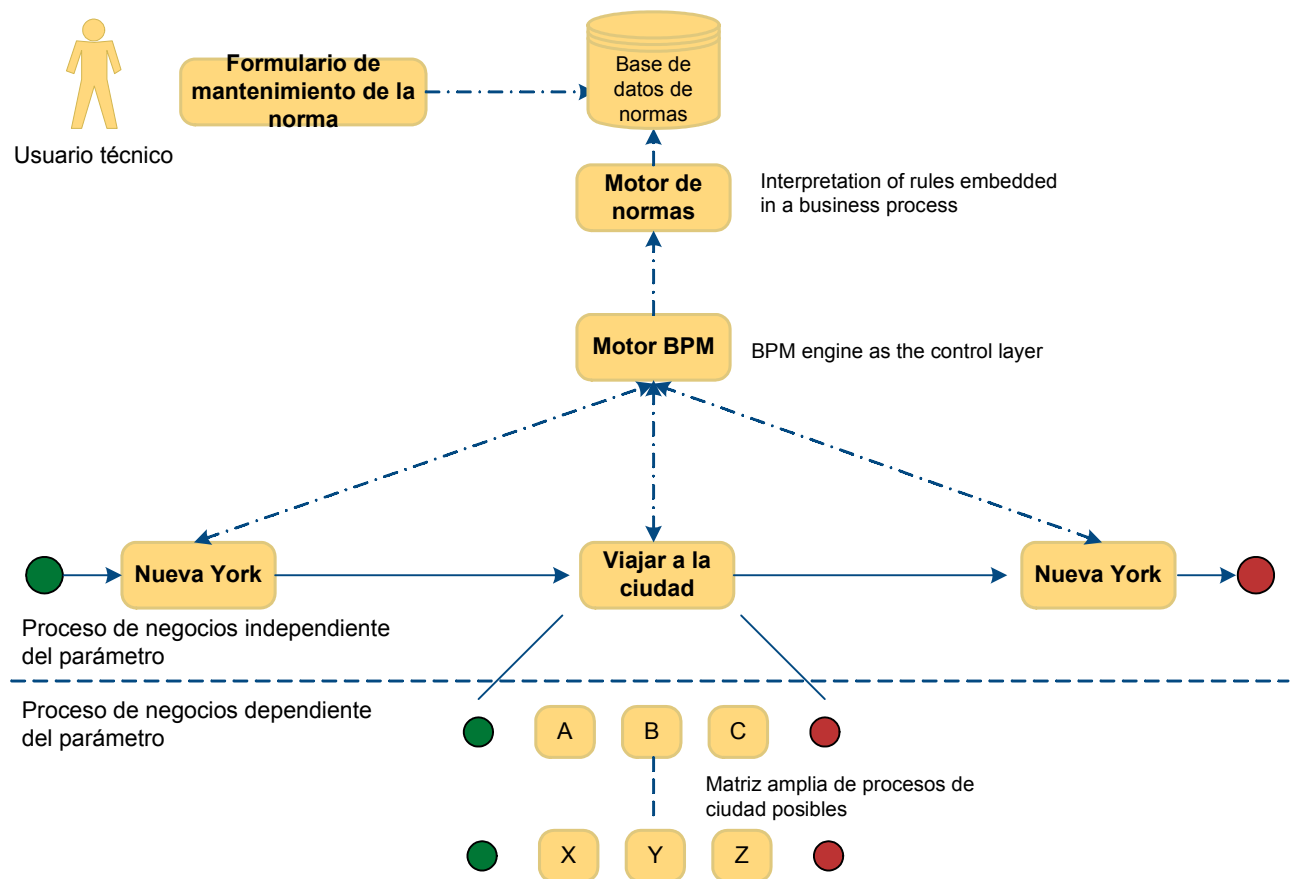 Formulario de
mantenimiento de la
norma
Base de
datos de
normas
Usuario técnico
Motor de
normas
Interpretation of rules embedded
in a business process
Motor BPM
BPM engine as the control layer
Nueva York
Viajar a la
ciudad
Nueva York
Proceso de negocios independiente
del parámetro
Proceso de negocios dependiente
del parámetro
A
B
C
Matriz amplia de procesos de
ciudad posibles
X
Y
Z